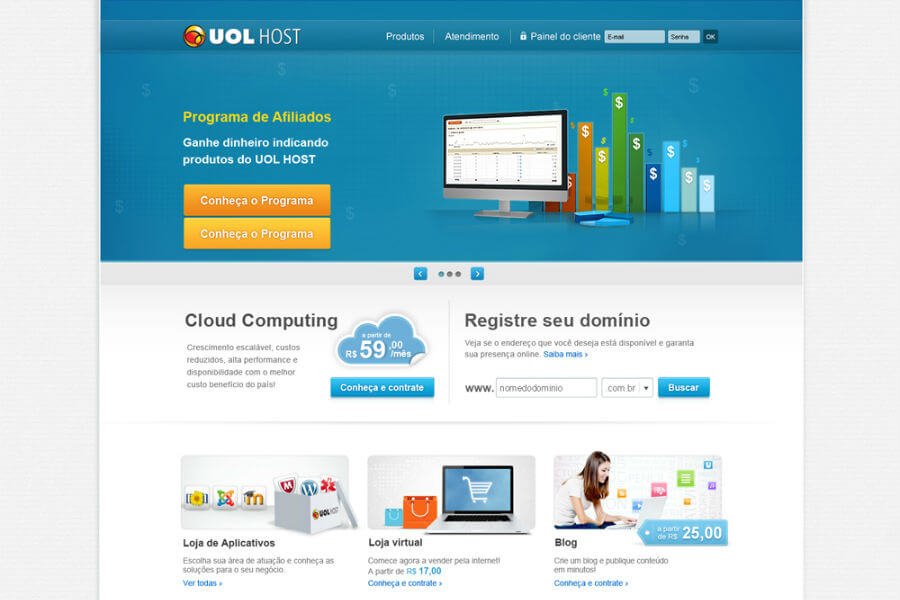 UOL HOST
Produtos
Atendimento
Painel do cliente
E-mail
Senha
OK
Programa de Afiliados
Ganhe dinheiro indicando
produtos do UOL HOST
Conheça o Programa
Conheça o Programa
$ $ $ $ $ $ $ $
Cloud Computing
Crescimento escalável, custos
reduzidos, alta performance e
disponibilidade com o melhor
custo benefício do país!
a partir de
R$ 59,00
/mês
Conheça e contrate
Registre seu domínio
Veja se o endereço que você deseja está disponível e garanta
sua presença online. Saiba mais ›
www. nomedodominio .com.br Buscar
UOL HOST
Loja de Aplicativos
Escolha sua área de atuação e conheça as
soluções para o seu negócio.
Ver todas ›
Loja virtual
Comece agora a vender pela internet!
A partir de R$ 17,00
Conheça e contrate ›
a partir
de R$ 25,00
Blog
Crie um blog e publique conteúdo
em minutos!
Conheça e contrate ›